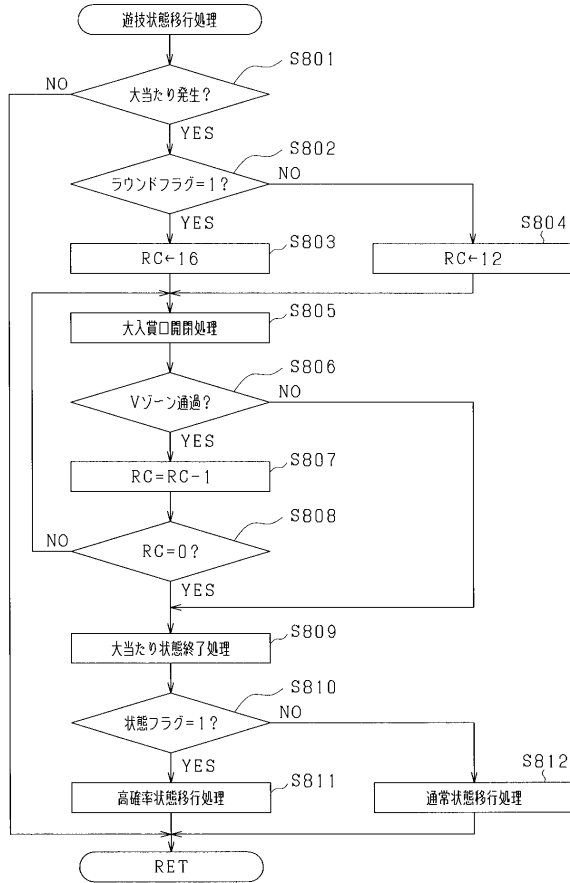 遊技状態移行処理
S801
NO
大当たり発生?
YES
S802
NO
ラウンドフラグ=1?
YES
S803
S804
RC←16
RC←12
S805
大入賞口開閉処理
S806
NO
Vゾーン通過?
YES
S807
RC=RC-1
S808
NO
RC=0?
YES
S809
大当たり状態終了処理
S810
NO
状態フラグ=1?
YES
S811
S812
高確率状態移行処理
通常状態移行処理
RET